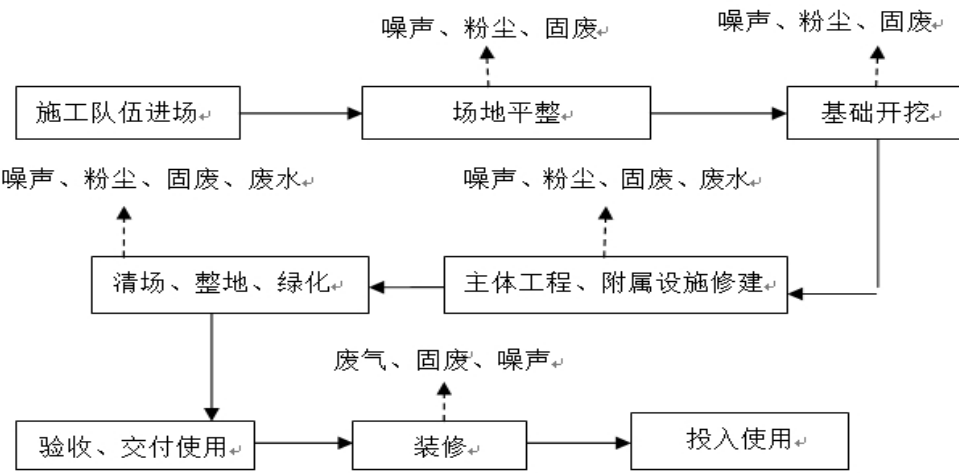 噪声、粉尘、固废
噪声、粉尘、固废
施工队伍进场
场地平整
基础开挖
噪声、粉尘、固废、废水
噪声、粉尘、固废、废水
清场、整地、绿化
主体工程、附属设施修建
废气、固废、噪声
验收、交付使用
装修
投入使用